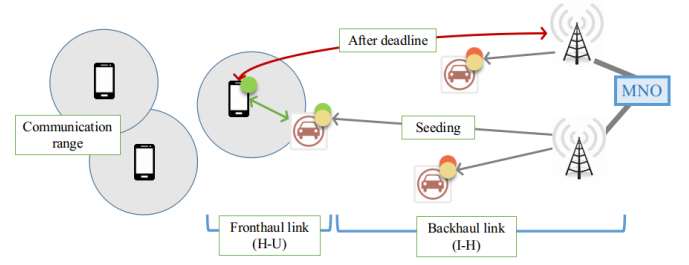 After deadline
MNO
Communication
range
Seeding
Fronthaul link
(H-U)
Backhaul link
(I-H)